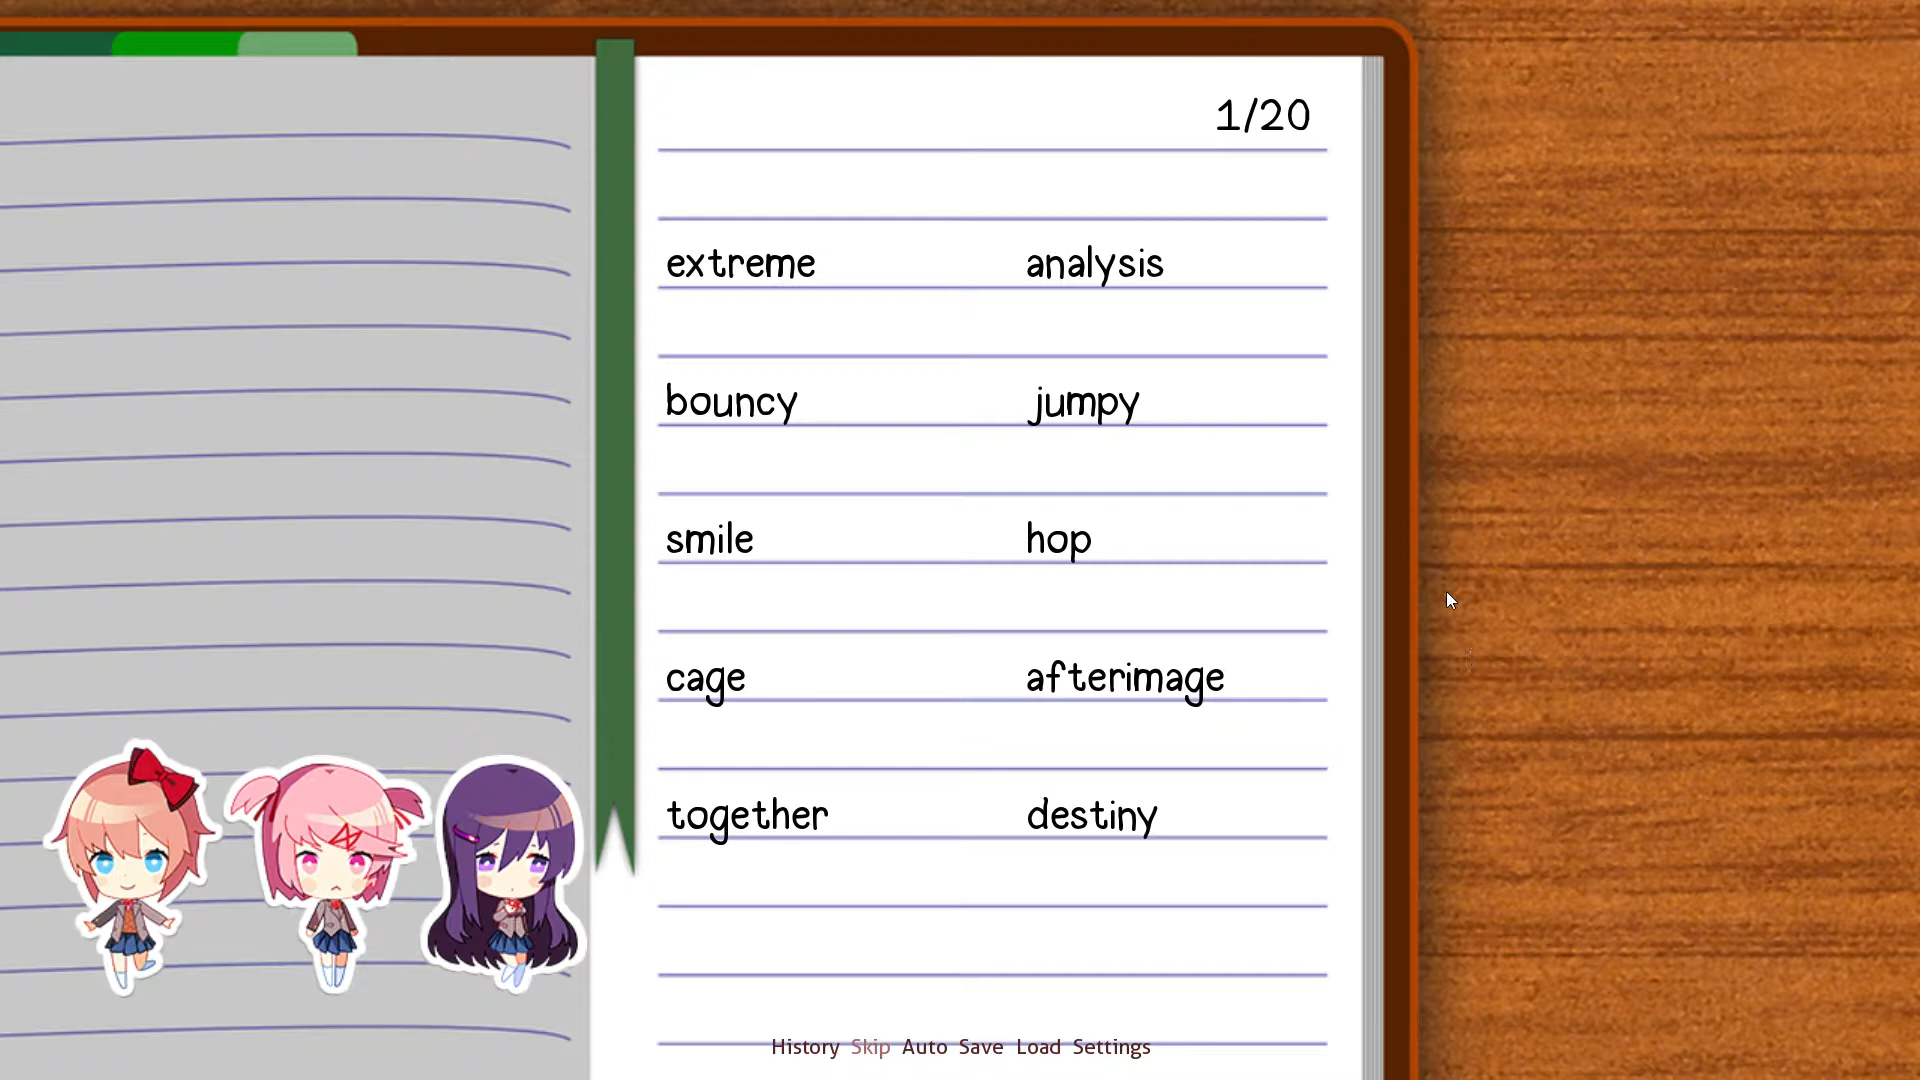 1/20
extreme analysis
bouncy jumpy
smile hop
cage afterimage
together destiny
History Skip Auto Save Load Settings